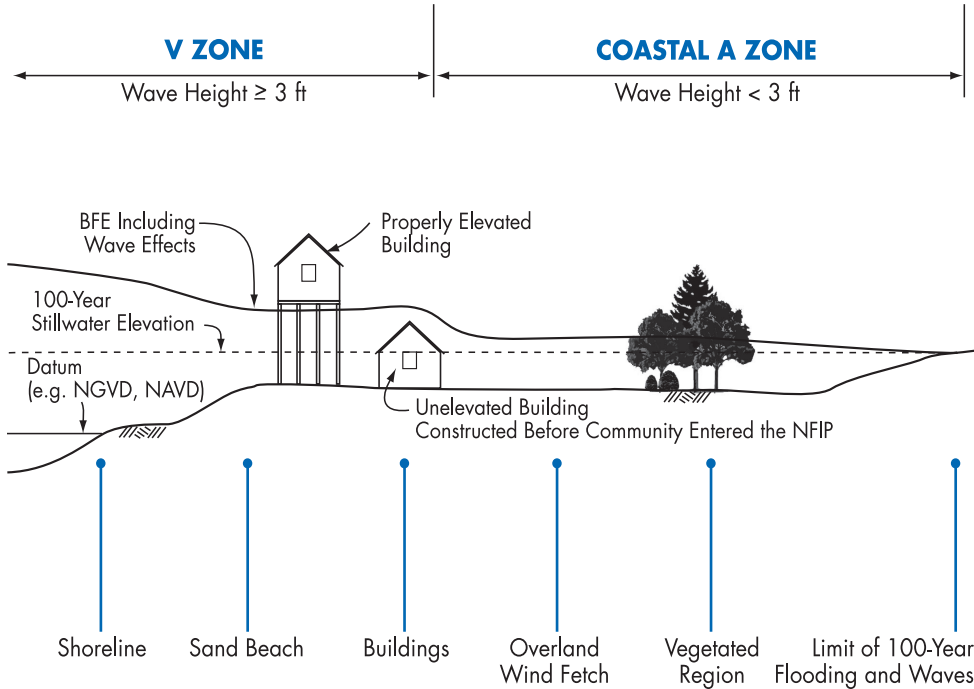 V ZONE
COASTAL A ZONE
Wave Height ≥ 3 ft
Wave Height < 3 ft
BFE Including
Wave Effects
Properly Elevated
Building
100-Year
Stillwater Elevation
Datum
(e.g. NGVD, NAVD)
Unelevated Building
Constructed Before Community Entered the NFIP
Shoreline
Sand Beach
Buildings
Overland
Wind Fetch
Vegetated
Region
Limit of 100-Year
Flooding and Waves